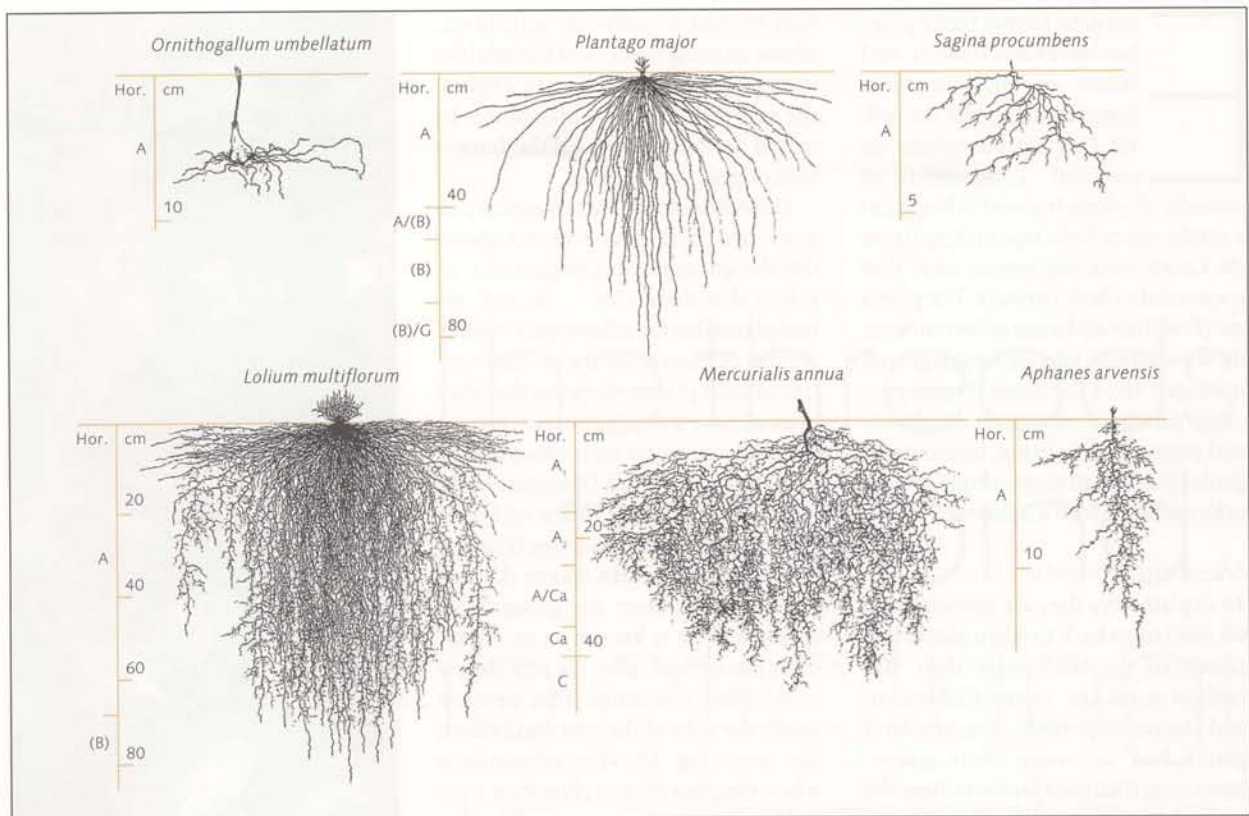 Ornithogallum umbellatum
Hor. cm
A
10
Plantago major
Hor. cm
A
40
A/(B)
(B)
(B)/G
80
Sagina procumbens
Hor. cm
A
5
Lolium multiflorum
Hor. cm
20
A
40
60
(B)
80
Mercurialis annua
Hor. cm
A₁
20
A
A/Ca
Ca
40
C
Aphanes arvensis
Hor. cm
A
10